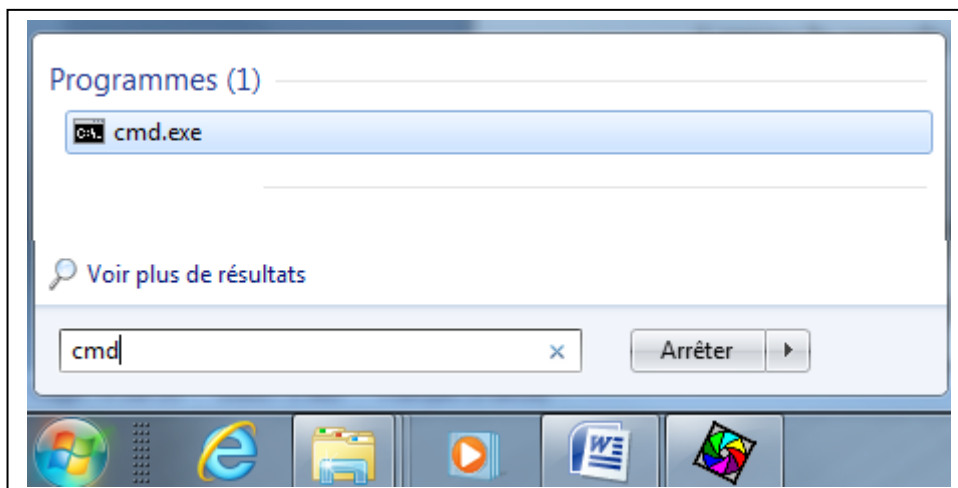 Programmes (1)
cmd.exe
Voir plus de résultats
cmd
Arrêter